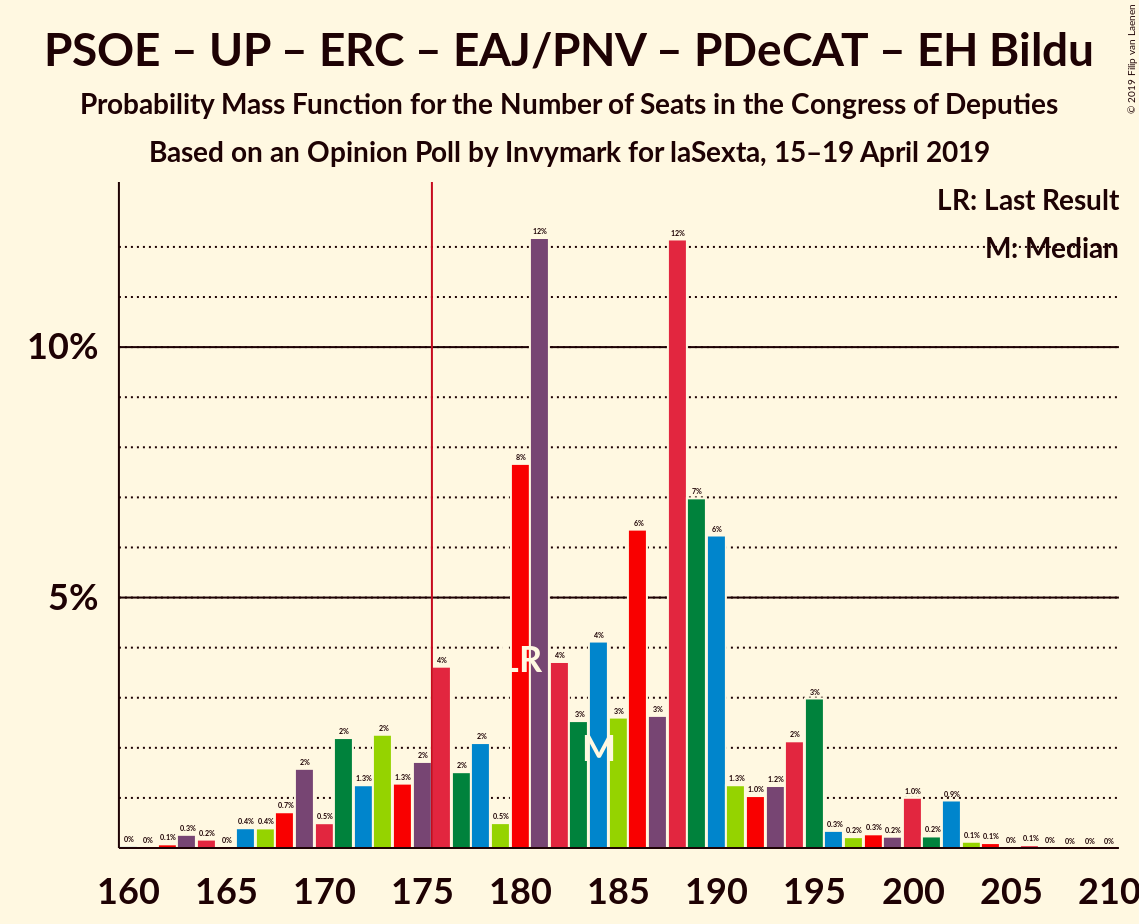 PSOE – UP – ERC – EAJ/PNV – PDeCAT – EH Bildu
Probability Mass Function for the Number of Seats in the Congress of Deputies
Based on an Opinion Poll by Invymark for laSexta, 15–19 April 2019
© 2019 Filip van Laenen
LR: Last Result
M: Median
10%
5%
0% 0% 0.1% 0.3% 0.2% 0% 0.4% 0.4% 0.7% 2% 0.5% 2% 1.3% 2% 1.3% 2% 4% 2% 2% 0.5% 8% 12% 4% 3% 4% 3% 6% 3% 12% 7% 6% 1.3% 1.0% 1.2% 2% 3% 0.3% 0.2% 0.3% 0.2% 1.0% 0.2% 0.9% 0.1% 0.1% 0% 0.1% 0% 0% 0% 0%
LR
M
160 165 170 175 180 185 190 195 200 205 210